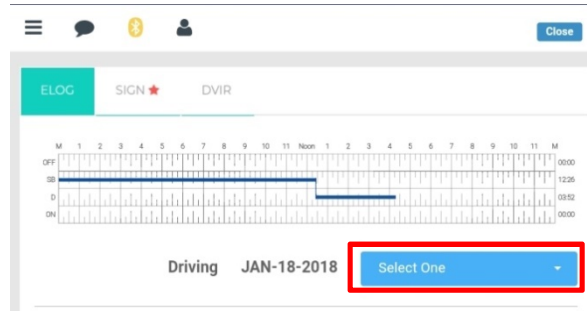 Close
ELOG SIGN DVIR
M 1 2 3 4 5 6 7 8 9 10 11 Noon 1 2 3 4 5 6 7 8 9 10 11 M
OFF 00:00
SB 12:26
D 03:52
ON 00:00
Driving JAN-18-2018 Select One